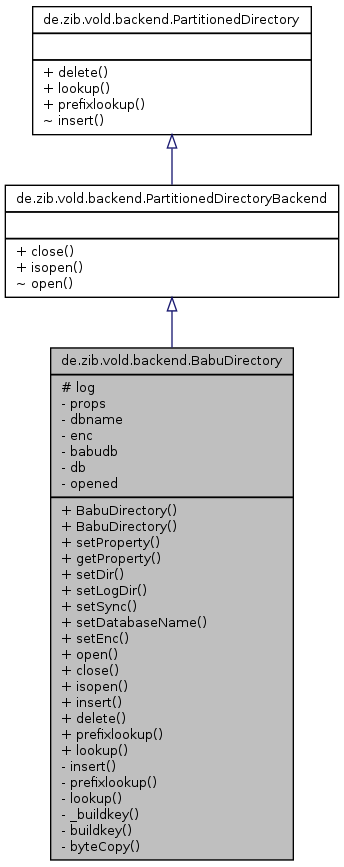 de.zib.vold.backend.PartitionedDirectory
+ delete()
+ lookup()
+ prefixlookup()
~ insert()
de.zib.vold.backend.PartitionedDirectoryBackend
+ close()
+ isopen()
~ open()
de.zib.vold.backend.BabuDirectory
# log
- props
- dbname
- enc
- babudb
- db
- opened
+ BabuDirectory()
+ BabuDirectory()
+ setProperty()
+ getProperty()
+ setDir()
+ setLogDir()
+ setSync()
+ setDatabaseName()
+ setEnc()
+ open()
+ close()
+ isopen()
+ insert()
+ delete()
+ prefixlookup()
+ lookup()
- insert()
- prefixlookup()
- lookup()
- _buildkey()
- buildkey()
- byteCopy()